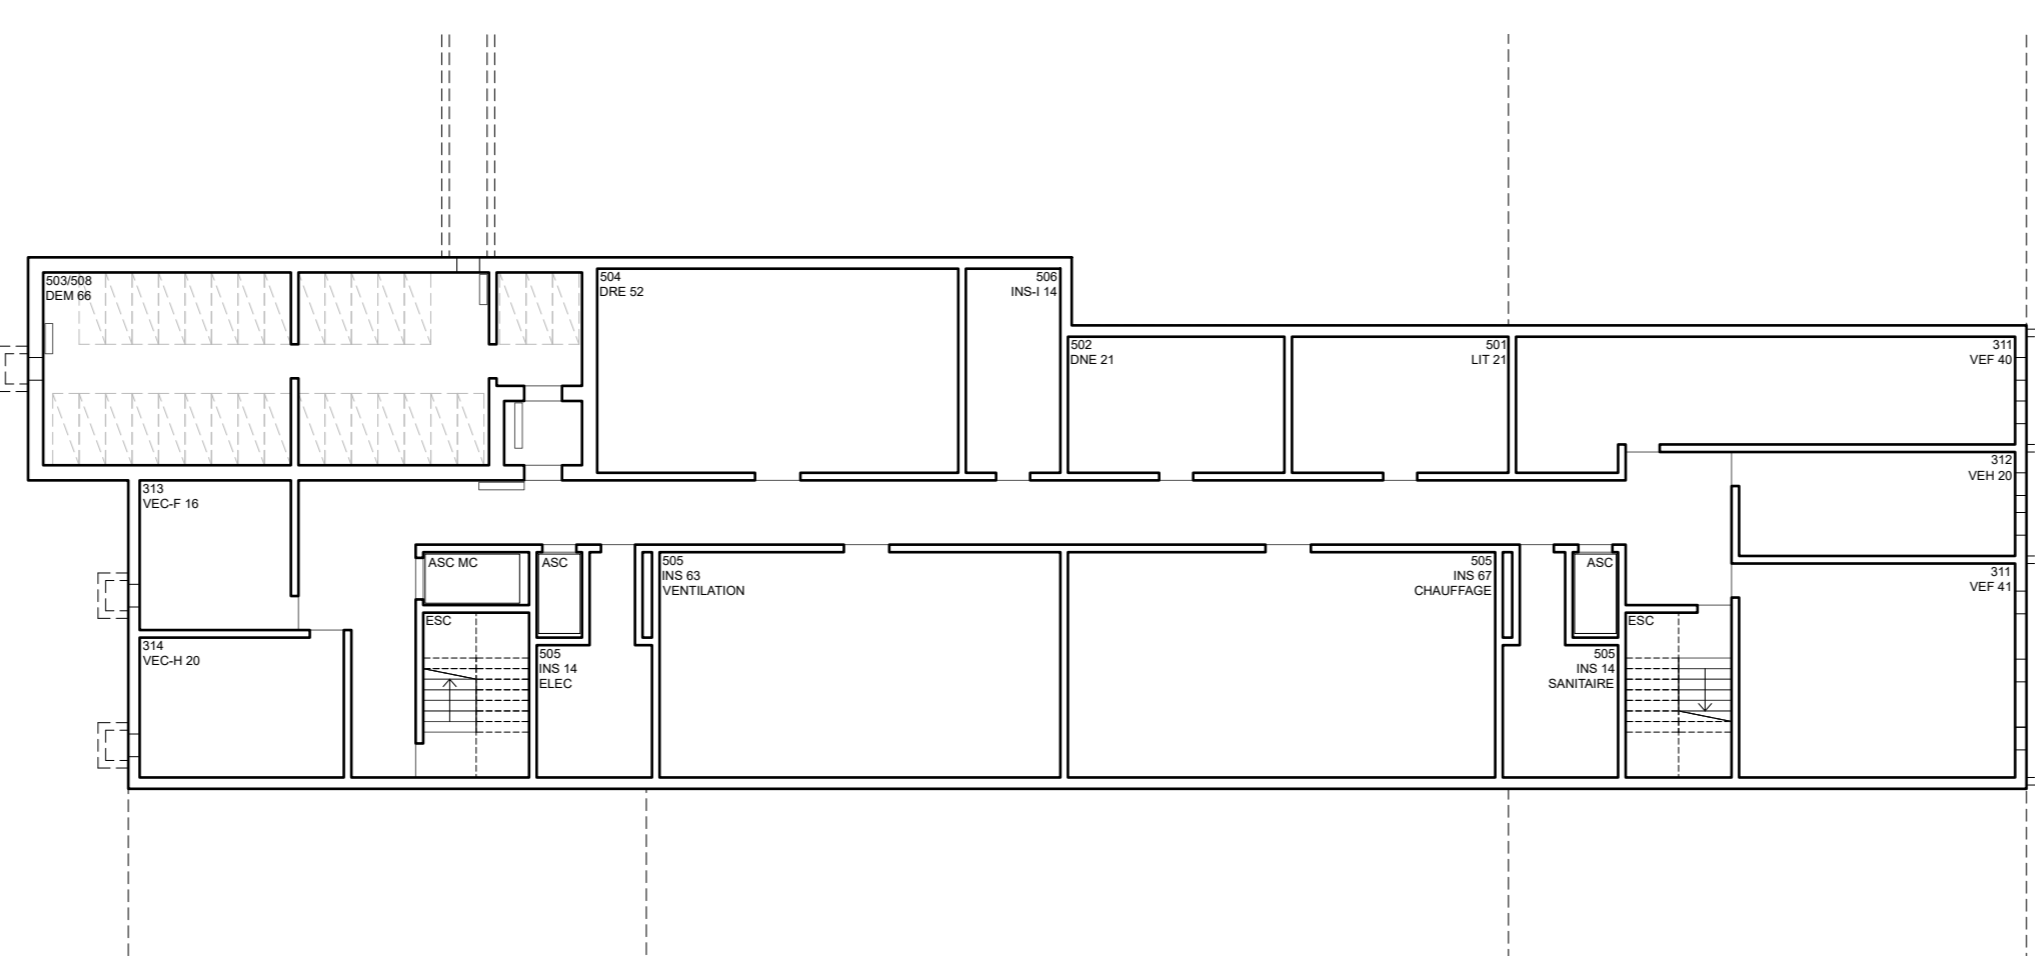 503/508
DEM 66
504
DRE 52
506
INS-I 14
502
DNE 21
501
LIT 21
311
VEF 40
312
VEH 20
313
VEC-F 16
ASC MC
ASC
505
INS 63
VENTILATION
505
INS 67
CHAUFFAGE
ASC
311
VEF 41
ESC
ESC
314
VEC-H 20
505
INS 14
ELEC
505
INS 14
SANITAIRE